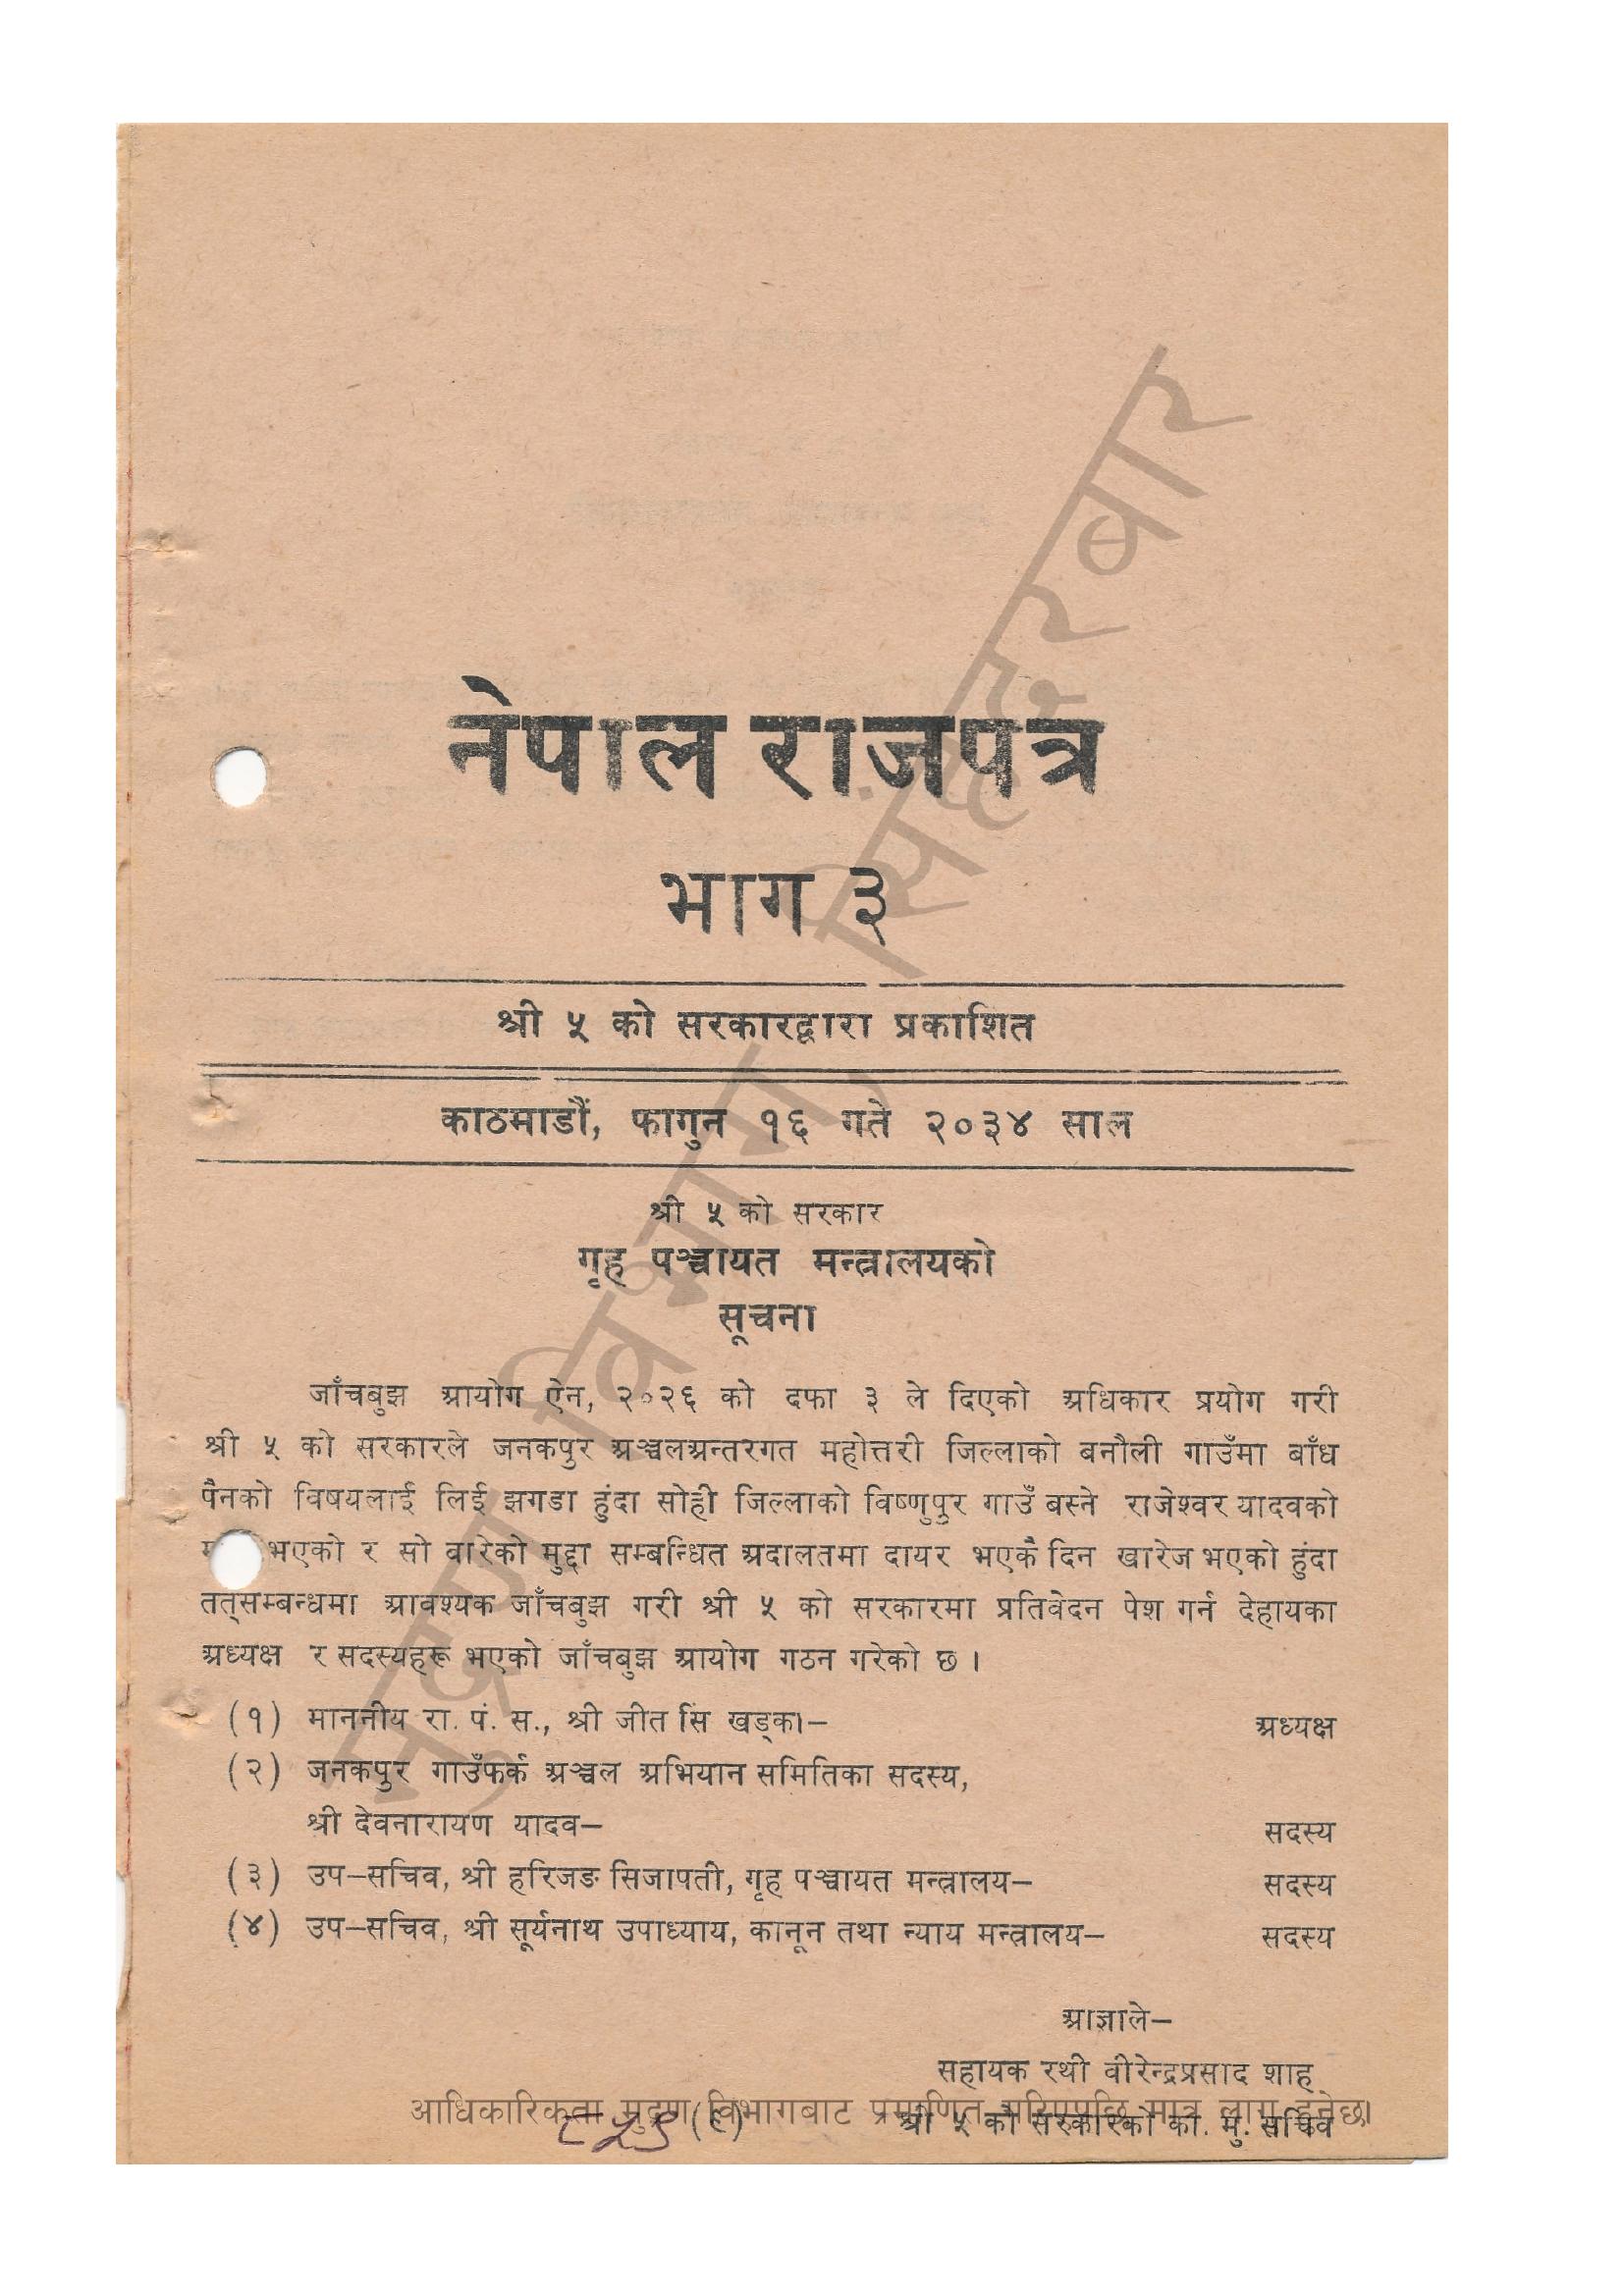 नेपाल राजपत्र
भाग ३
श्री ५ को सरकारद्वारा प्रकाशित
काठमाडौं, फागुन १६ गते २०३४ साल
श्री ५ को सरकार
गृह पञ्चायत मन्त्रालयको
सूचना
जाँचबुझ आयोग ऐन, २०२६ को दफा ३ ले दिएको अधिकार प्रयोग गरी
श्री ५ को सरकारले जनकपुर अञ्चलअन्तरगत महोत्तरी जिल्लाको बनौली गाउँमा बाँध
पैनको विषयलाई लिई झगडा हुंदा सोही जिल्लाको विष्णुपुर गाउँ बस्ने राजेश्वर यादवको
भएको र सो वारेको मुद्दा सम्बन्धित अदालतमा दायर भएकै दिन खारेज भएको हुंदा
तत्सम्बन्धमा आवश्यक जाँचबुझ गरी श्री ५ को सरकारमा प्रतिवेदन पेश गर्न देहायका
अध्यक्ष र सदस्यहरू भएको जाँचबुझ आयोग गठन गरेको छ ।
(१) माननीय रा. पं. स., श्री जीत सिं खड्का– अध्यक्ष
(२) जनकपुर गाउँफर्क अञ्चल अभियान समितिका सदस्य,
श्री देवनारायण यादव– सदस्य
(३) उप–सचिव, श्री हरिजङ सिजापती, गृह पञ्चायत मन्त्रालय– सदस्य
(४) उप–सचिव, श्री सूर्यनाथ उपाध्याय, कानून तथा न्याय मन्त्रालय– सदस्य
आज्ञाले–
सहायक रथी वीरेन्द्रप्रसाद शाह
श्री ५ को सरकारको का. मु. सचिव
आधिकारिकता मुद्रण विभागबाट प्रमाणित गरिएपछि मात्र लागु हुनेछ।
मुद्रण विभाग, सिंहदरबार